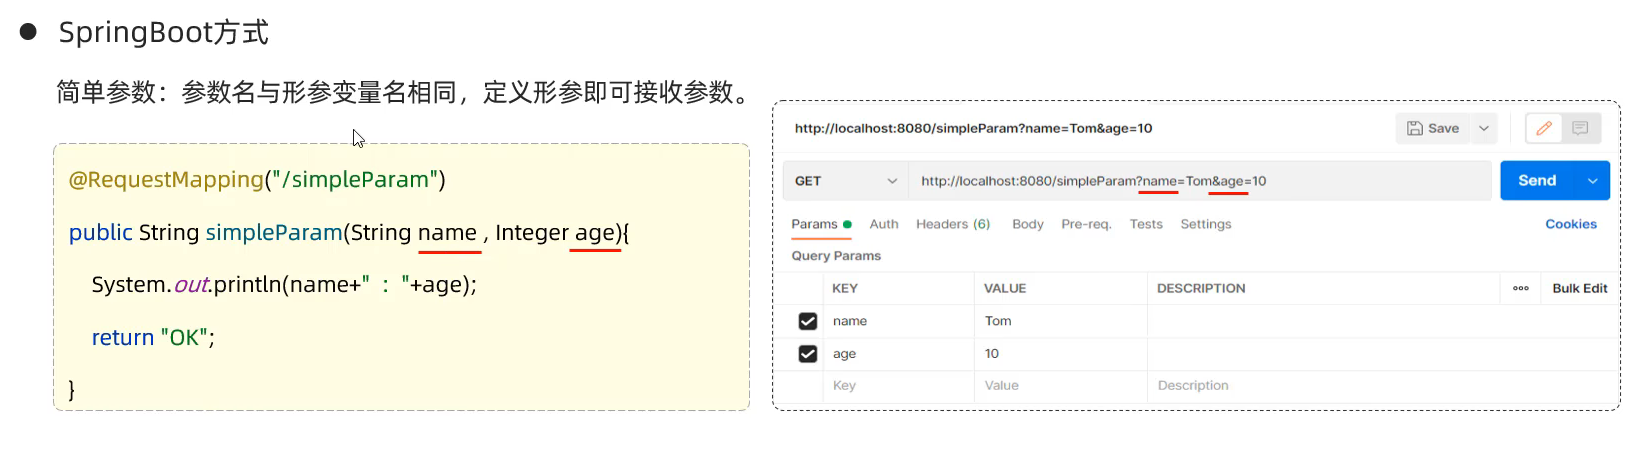 SpringBoot方式
简单参数：参数名与形参变量名相同，定义形参即可接收参数。
@RequestMapping("/simpleParam")
public String simpleParam(String name , Integer age){
System.out.println(name+" : "+age);
return "OK";
}
http://localhost:8080/simpleParam?name=Tom&age=10
Save
GET http://localhost:8080/simpleParam?name=Tom&age=10 Send
Params Auth Headers (6) Body Pre-req. Tests Settings Cookies
Query Params
KEY VALUE DESCRIPTION ooo Bulk Edit
name Tom
age 10
Key Value Description